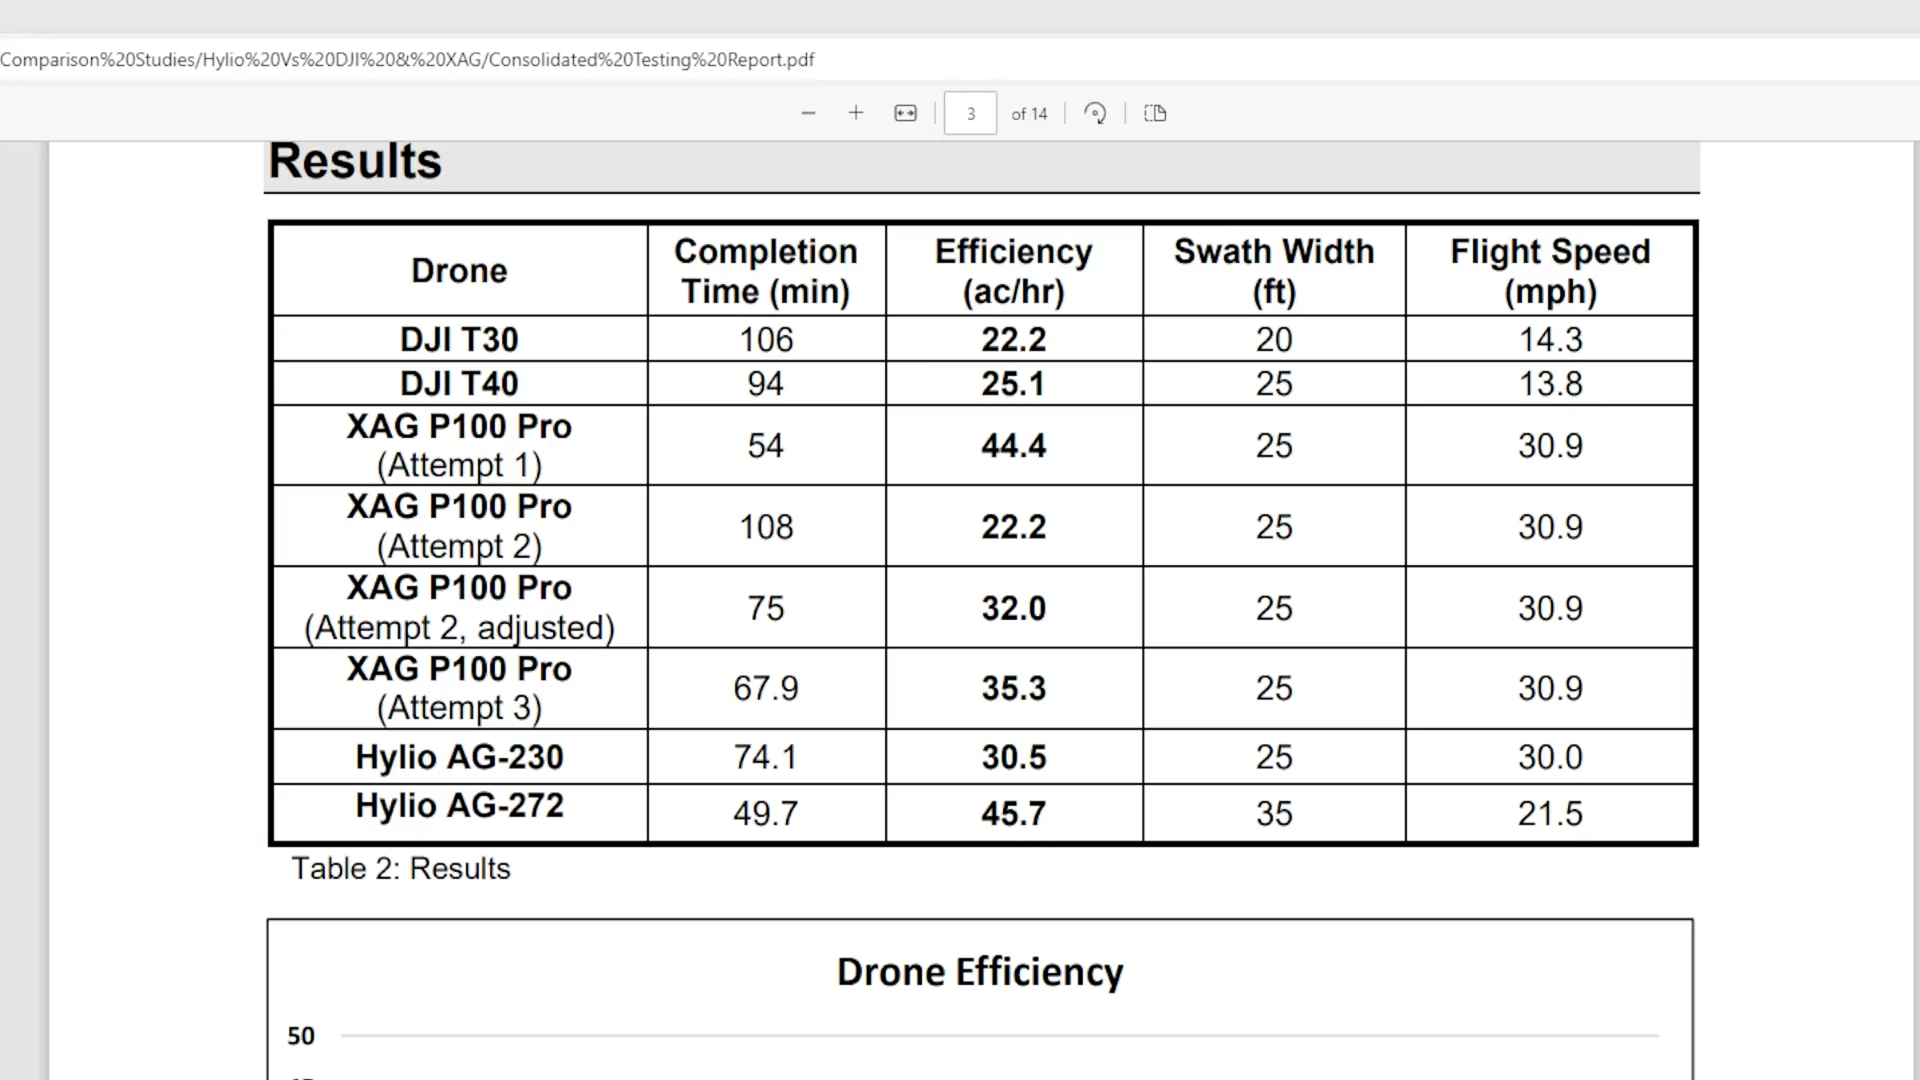 Comparison%20Studies/Hylio%20Vs%20DJI%20&%20XAG/Consolidated%20Testing%20Report.pdf
3 of 14
Results
Drone Completion Time (min) Efficiency (ac/hr) Swath Width (ft) Flight Speed (mph)
DJI T30 106 22.2 20 14.3
DJI T40 94 25.1 25 13.8
XAG P100 Pro (Attempt 1) 54 44.4 25 30.9
XAG P100 Pro (Attempt 2) 108 22.2 25 30.9
XAG P100 Pro (Attempt 2, adjusted) 75 32.0 25 30.9
XAG P100 Pro (Attempt 3) 67.9 35.3 25 30.9
Hylio AG-230 74.1 30.5 25 30.0
Hylio AG-272 49.7 45.7 35 21.5
Table 2: Results
Drone Efficiency
50